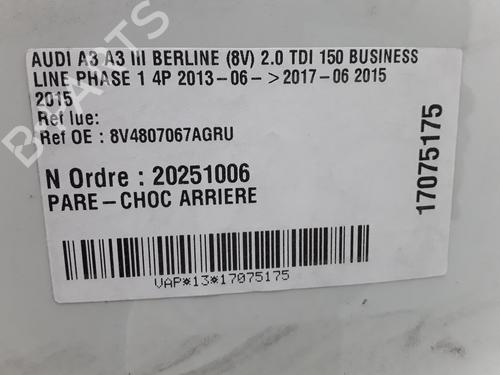 AUDI A3 A3 III BERLINE (8V) 2.0 TDI 150 BUSINESS
LINE PHASE 1 4P 2013-06->2017-06 2015
2015
Ref lue:
Ref OE : 8V4807067AGRU
N Ordre : 20251006
PARE-CHOC ARRIERE
VAP*13*17075175
17075175